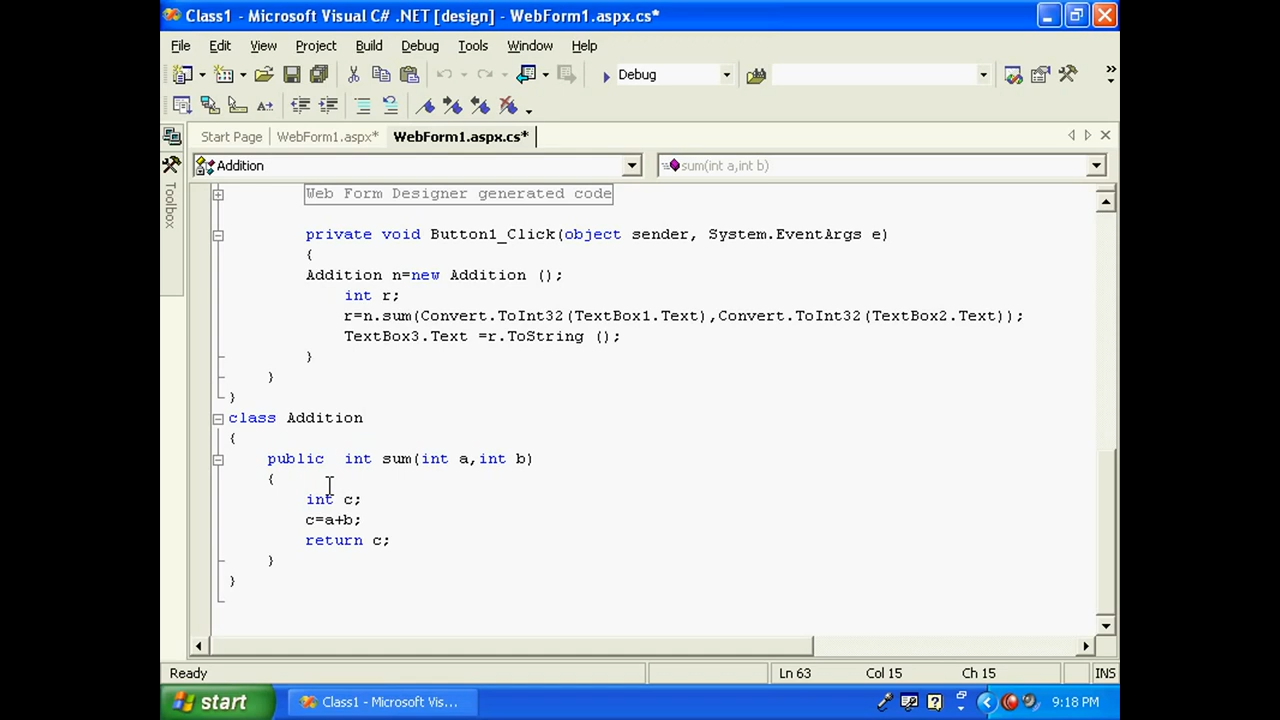 Class1 - Microsoft Visual C# .NET [design] - WebForm1.aspx.cs*
File Edit View Project Build Debug Tools Window Help
Debug
Start Page WebForm1.aspx* WebForm1.aspx.cs*
Addition sum(int a,int b)
Toolbox
Web Form Designer generated code
private void Button1_Click(object sender, System.EventArgs e)
{
Addition n=new Addition ();
int r;
r=n.sum(Convert.ToInt32(TextBox1.Text),Convert.ToInt32(TextBox2.Text));
TextBox3.Text =r.ToString ();
}
}
}
class Addition
{
public  int sum(int a,int b)
{
int c;
c=a+b;
return c;
}
}
Ready Ln 63 Col 15 Ch 15 INS
start Class1 - Microsoft Vis... 9:18 PM